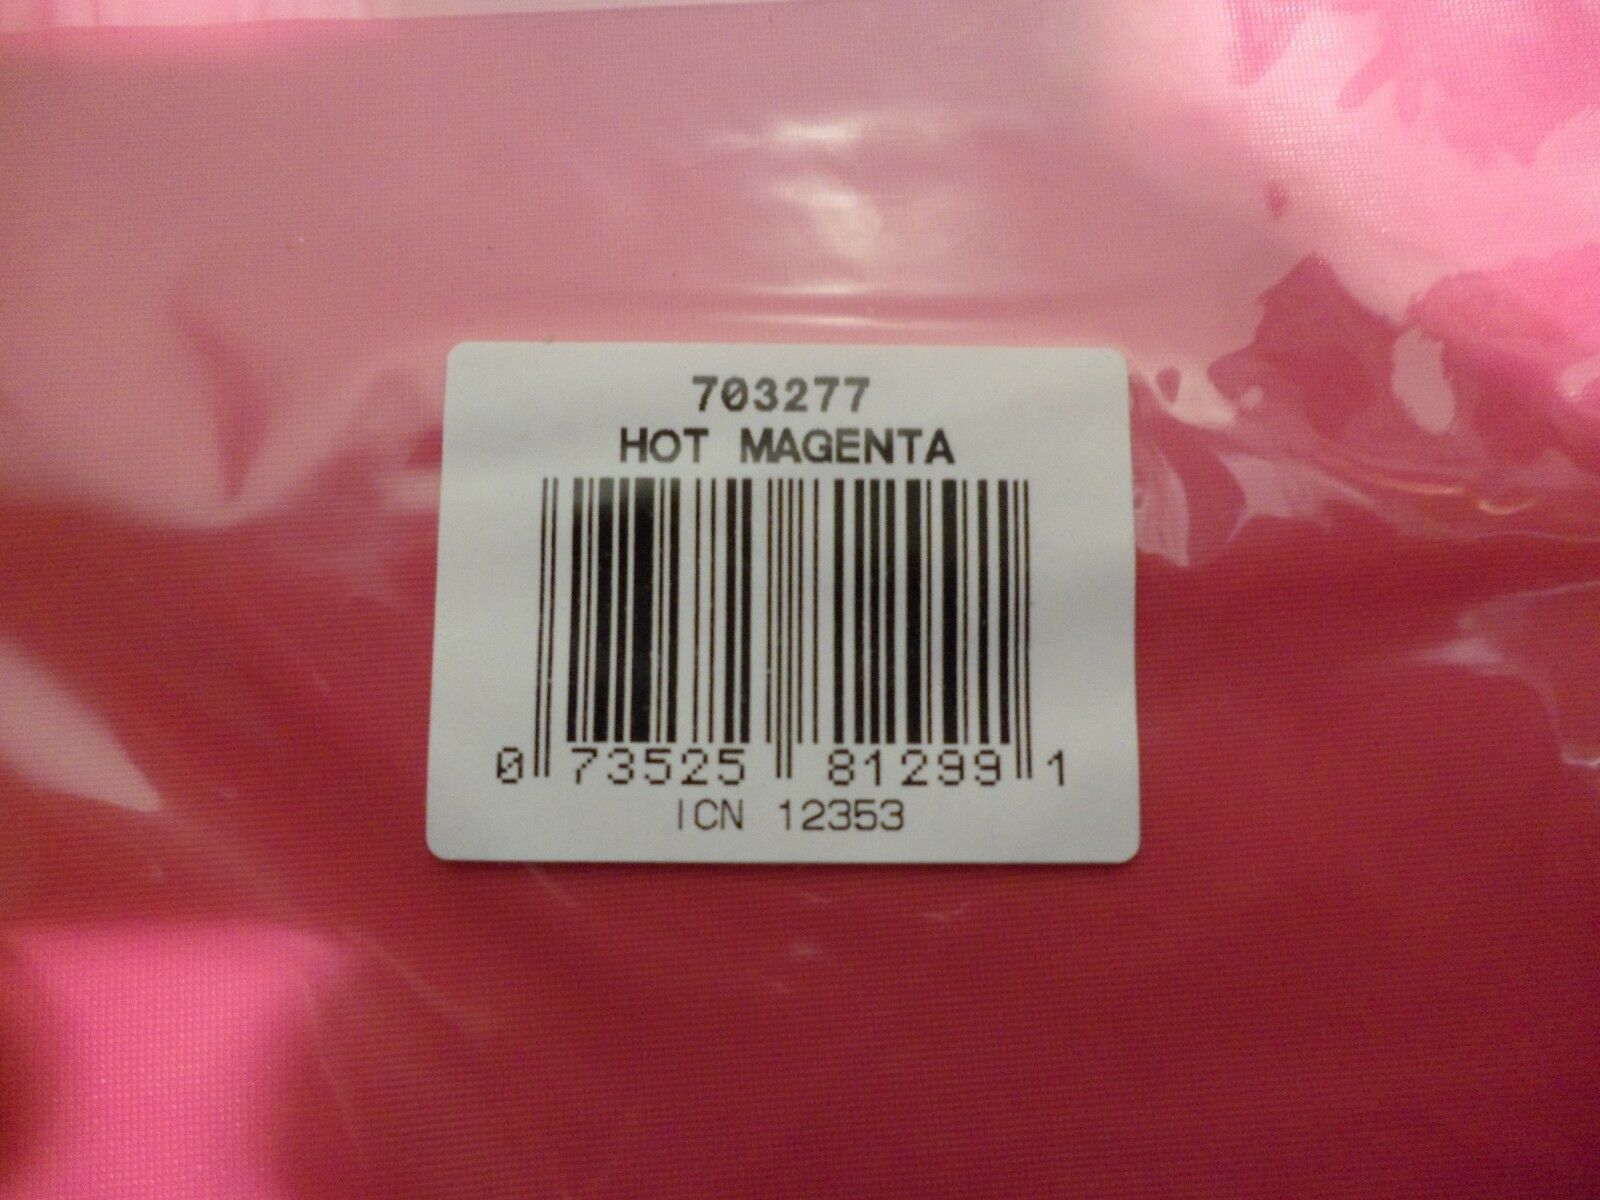 703277
HOT MAGENTA
0 73525 81299 1
ICN 12353